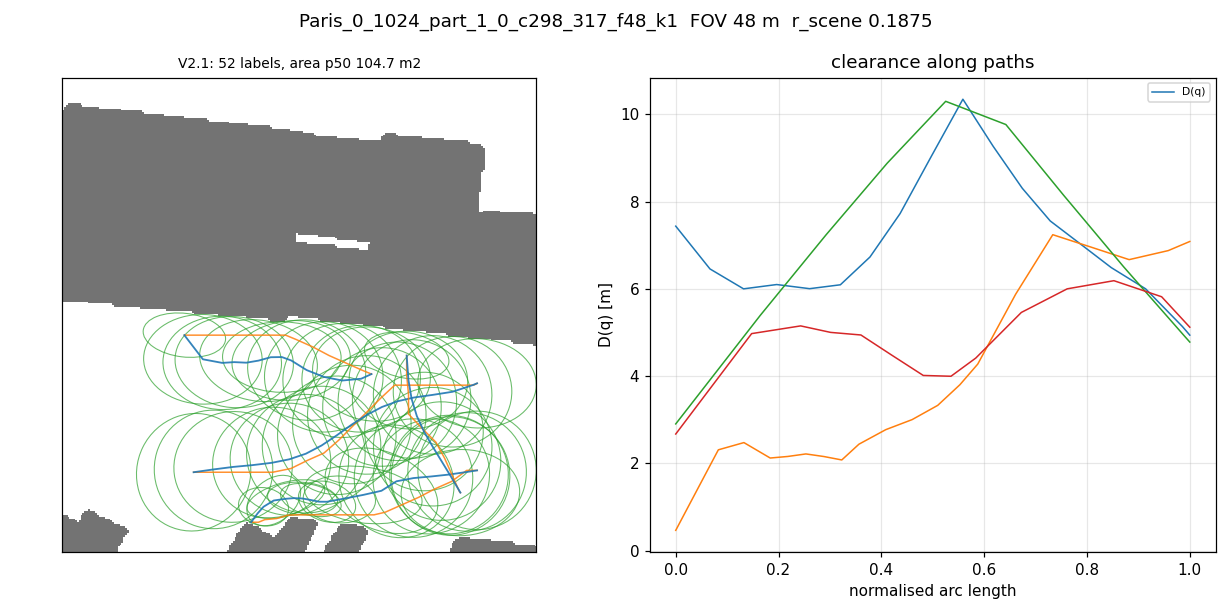 Paris_0_1024_part_1_0_c298_317_f48_k1  FOV 48 m  r_scene 0.1875
V2.1: 52 labels, area p50 104.7 m2
clearance along paths
D(q)
D(q) [m]
10
8
6
4
2
0
0.0 0.2 0.4 0.6 0.8 1.0
normalised arc length